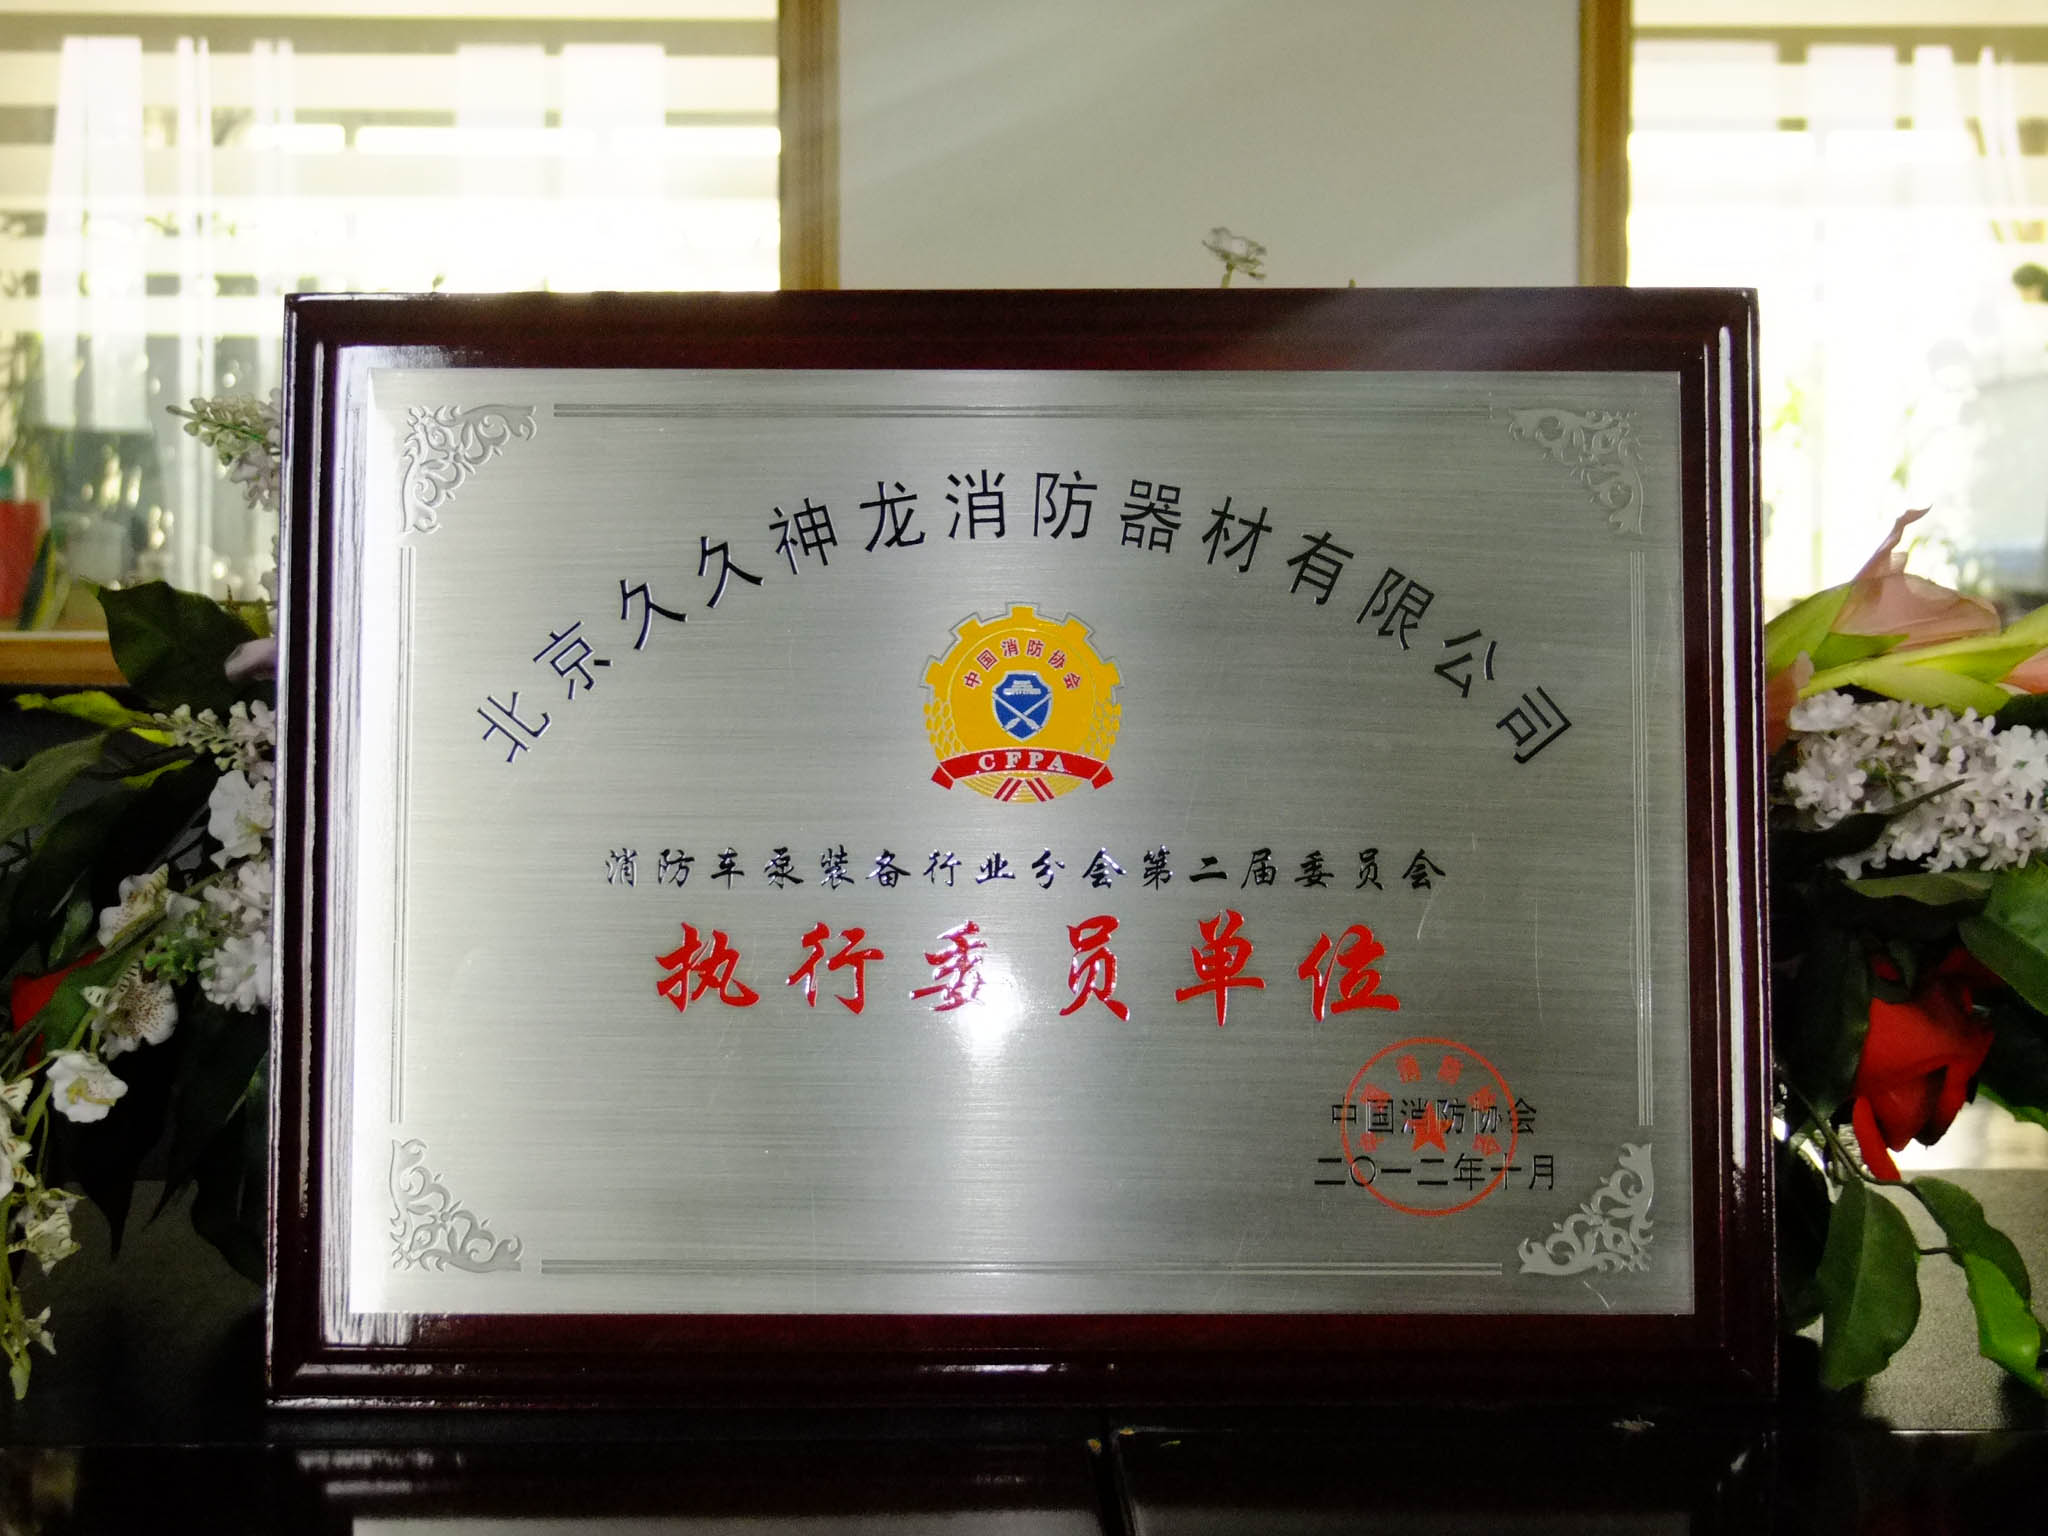 北京久久神龙消防器材有限公司
中国消防协会
CFPA
消防车泵装备行业分会第二届委员会
执行委员单位
中国消防协会
二〇一二年十月